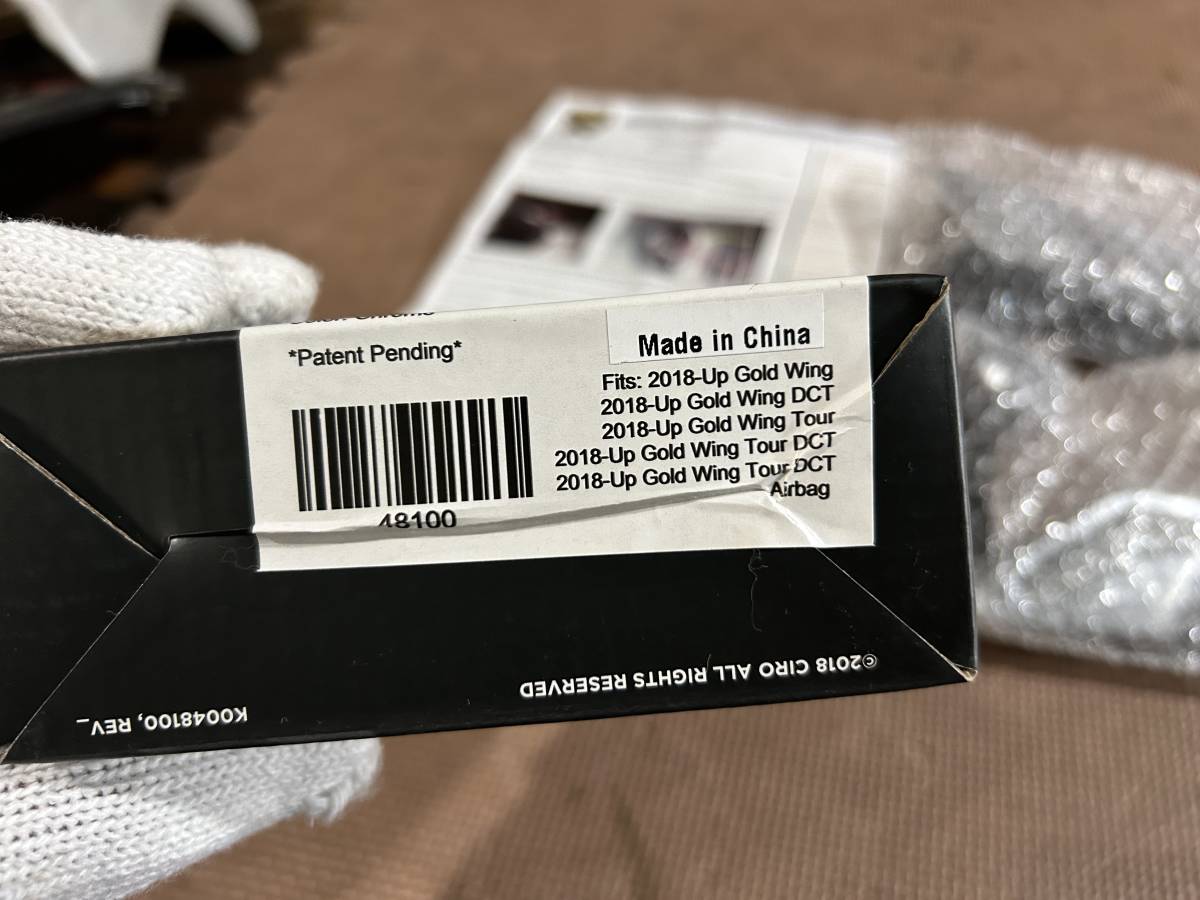 *Patent Pending*
Made in China
Fits: 2018-Up Gold Wing
2018-Up Gold Wing DCT
2018-Up Gold Wing Tour
2018-Up Gold Wing Tour DCT
2018-Up Gold Wing Tour DCT
Airbag
48100
©2018 CIRO ALL RIGHTS RESERVED
K0048100, REV_